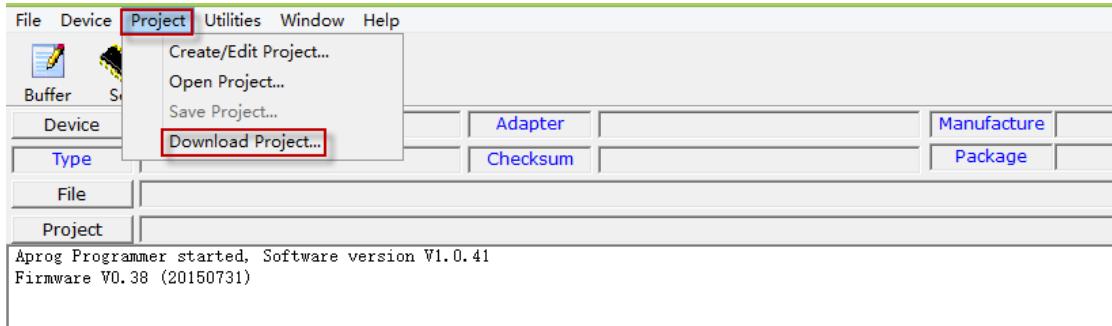 File Device Project Utilities Window Help
Create/Edit Project...
Open Project...
Buffer
Save Project...
Device Adapter Manufacture
Download Project...
Type Checksum Package
File
Project
Aprog Programmer started, Software version V1.0.41
Firmware V0.38 (20150731)